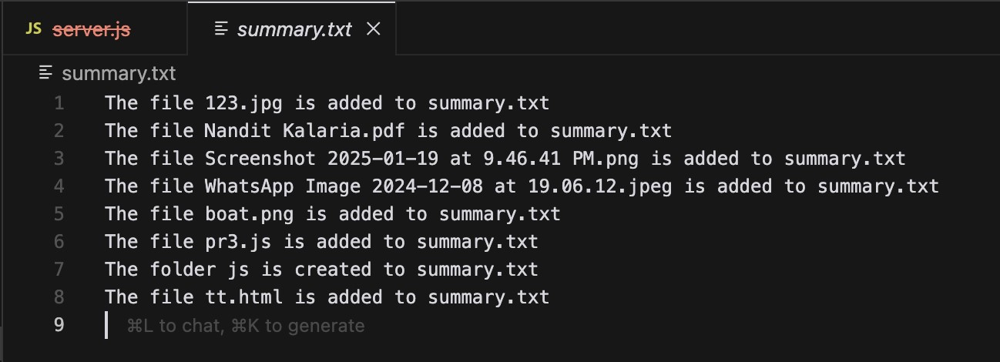 JS server.js summary.txt
summary.txt
1 The file 123.jpg is added to summary.txt
2 The file Nandit Kalaria.pdf is added to summary.txt
3 The file Screenshot 2025-01-19 at 9.46.41 PM.png is added to summary.txt
4 The file WhatsApp Image 2024-12-08 at 19.06.12.jpeg is added to summary.txt
5 The file boat.png is added to summary.txt
6 The file pr3.js is added to summary.txt
7 The folder js is created to summary.txt
8 The file tt.html is added to summary.txt
9 ⌘L to chat, ⌘K to generate